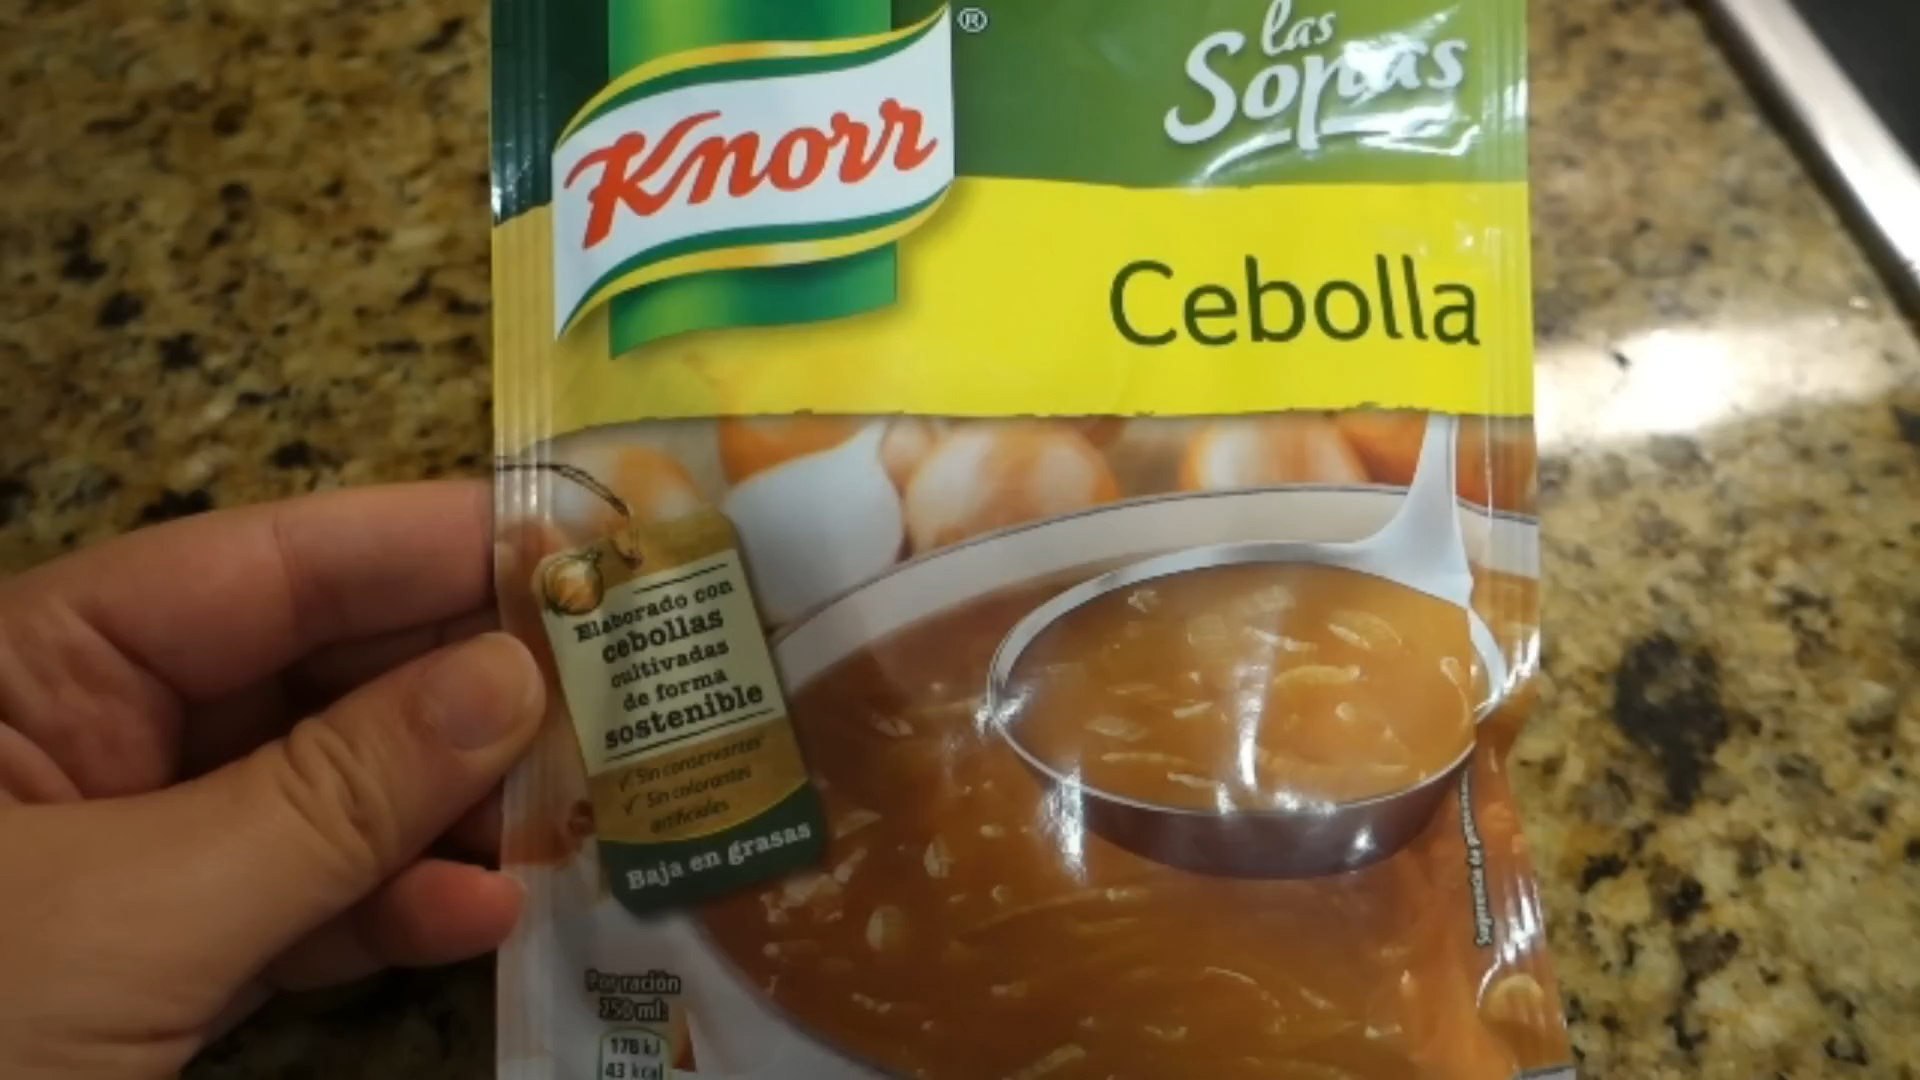 Knorr®
las
Sopas
Cebolla
Elaborado con
cebollas
cultivadas
de forma
sostenible
✓ Sin conservantes
✓ Sin colorantes
artificiales
Baja en grasas
Por ración
250 ml:
178 kJ
43 kcal